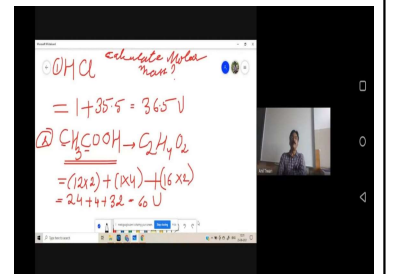 ① HCl Calculate Molar
mass?
= 1 + 35.5 = 36.5 U
② CH3COOH → C2H4O2
= (12×2) + (1×4) + (16×2)
= 24 + 4 + 32 = 60 U